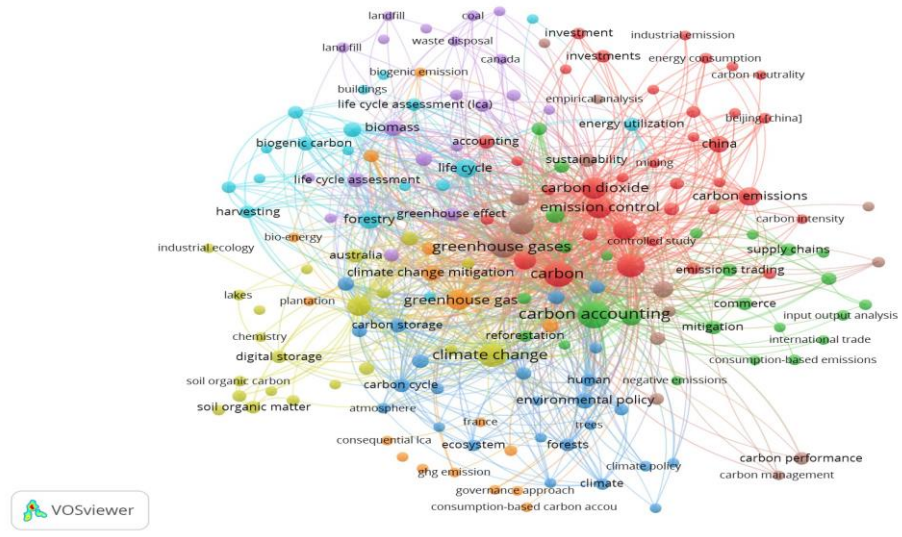 landfill
coal
land fill
waste disposal
investment
industrial emission
canada
investments
energy consumption
biogenic emission
carbon neutrality
buildings
empirical analysis
life cycle assessment (lca)
biomass
energy utilization
beijing [china]
biogenic carbon
accounting
china
life cycle
sustainability
mining
life cycle assessment
carbon dioxide
carbon emissions
harvesting
forestry
greenhouse effect
emission control
carbon intensity
bio-energy
industrial ecology
greenhouse gases
controlled study
supply chains
australia
climate change mitigation
carbon
emissions trading
lakes
plantation
greenhouse gas
commerce
carbon accounting
input output analysis
carbon storage
mitigation
chemistry
reforestation
international trade
digital storage
climate change
consumption-based emissions
soil organic carbon
carbon cycle
human
negative emissions
soil organic matter
atmosphere
environmental policy
france
trees
consequential lca
ecosystem
forests
carbon performance
ghg emission
climate policy
carbon management
governance approach
climate
consumption-based carbon accou
VOSviewer